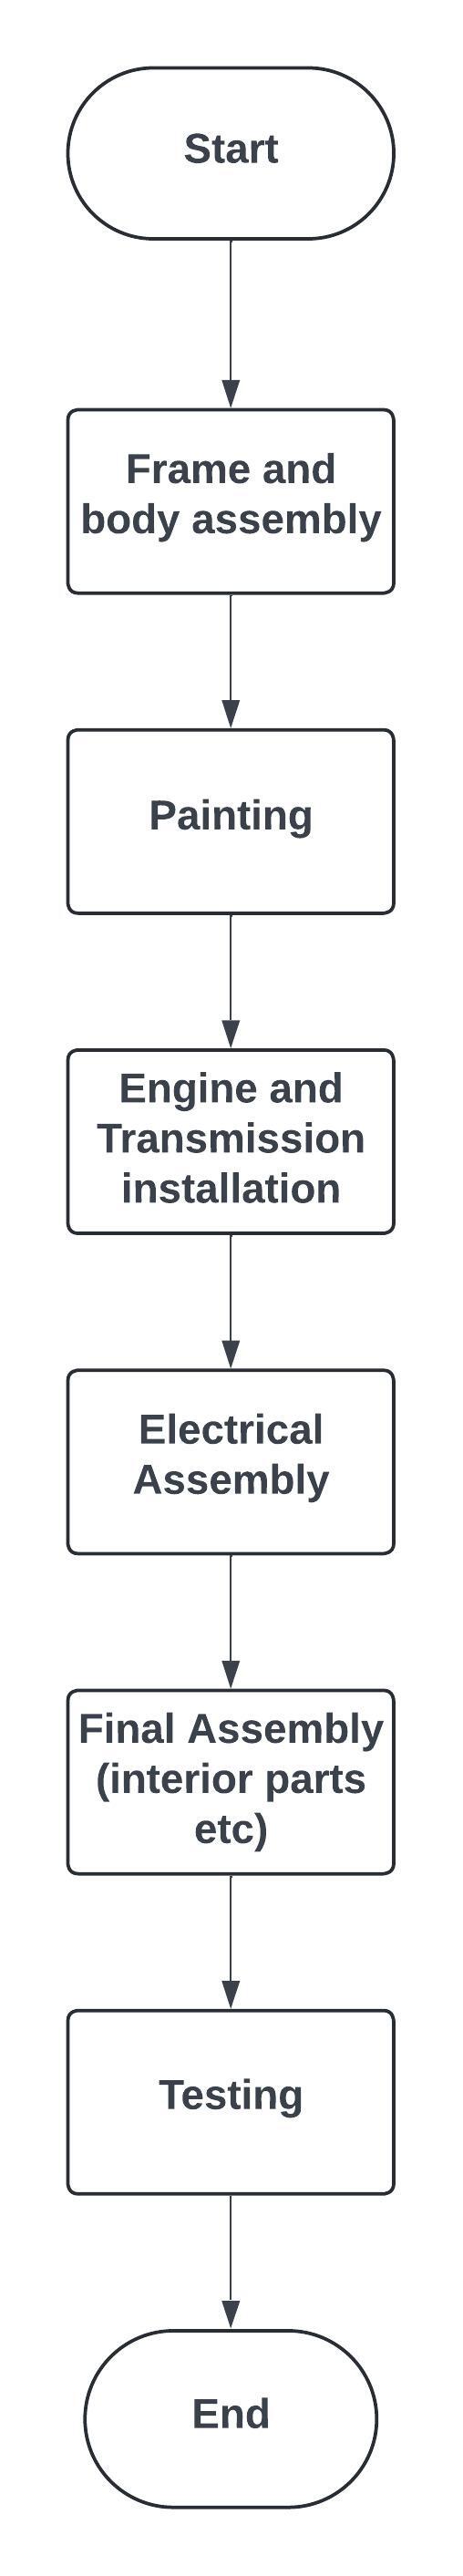 Start
Frame and
body assembly
Painting
Engine and
Transmission
installation
Electrical
Assembly
Final Assembly
(interior parts
etc)
Testing
End